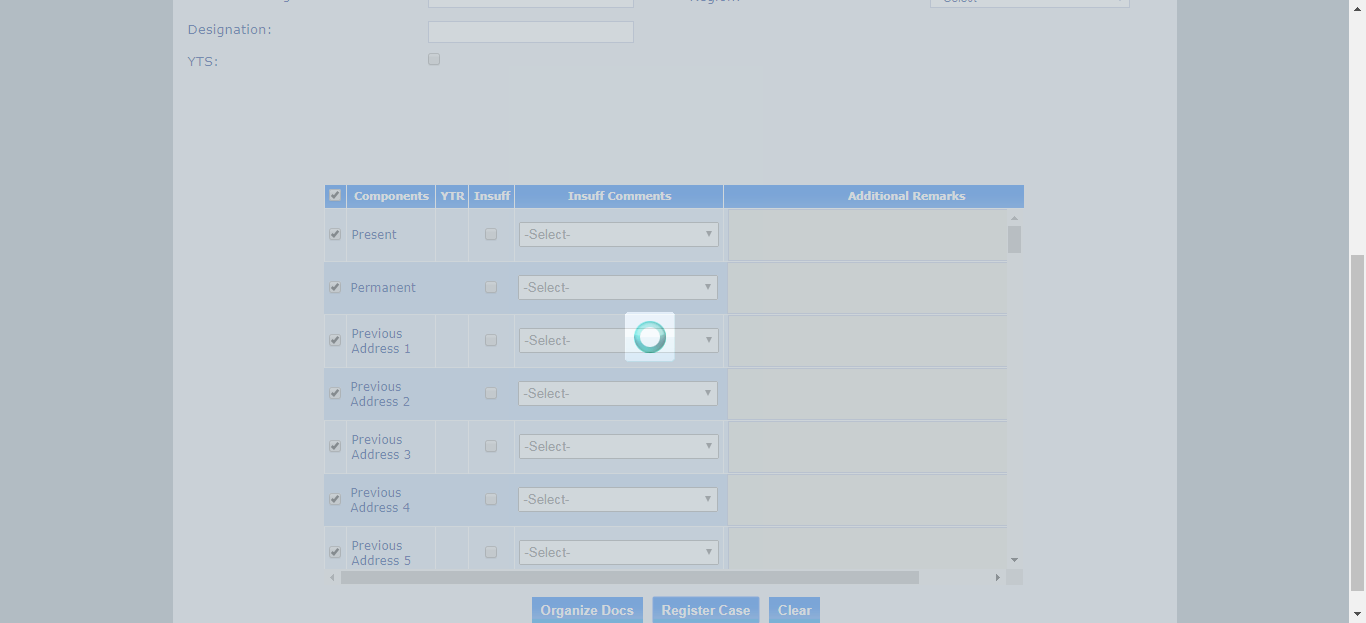 Designation:
YTS:
Components YTR Insuff Insuff Comments Additional Remarks
Present -Select-
Permanent -Select-
Previous
Address 1 -Select-
Previous
Address 2 -Select-
Previous
Address 3 -Select-
Previous
Address 4 -Select-
Previous
Address 5 -Select-
Organize Docs Register Case Clear